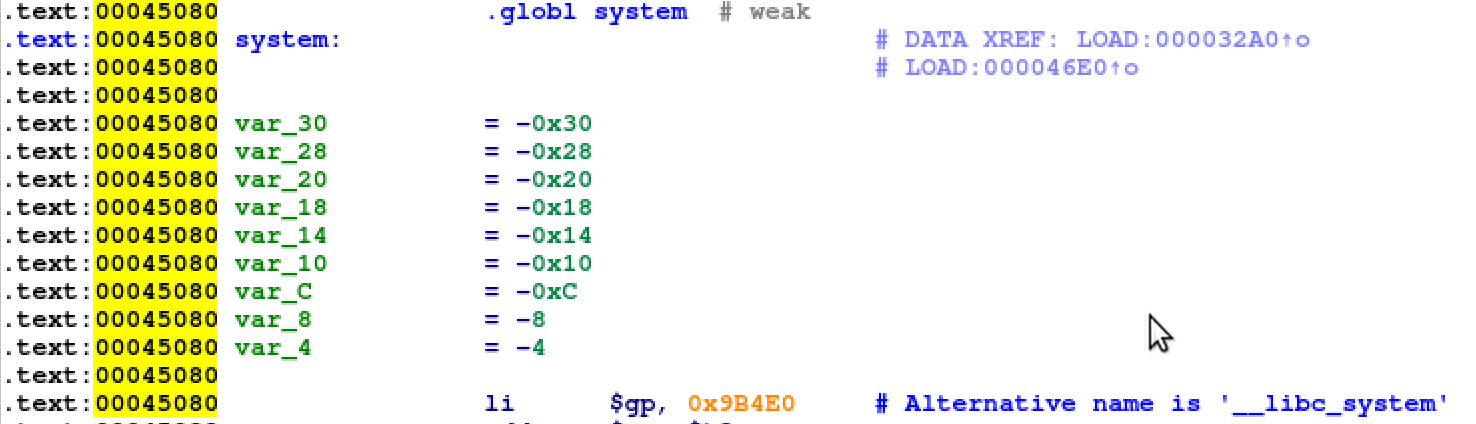 .text:00045080 .globl system # weak
.text:00045080 system: # DATA XREF: LOAD:000032A0↑o
.text:00045080 # LOAD:000046E0↑o
.text:00045080
.text:00045080 var_30 = -0x30
.text:00045080 var_28 = -0x28
.text:00045080 var_20 = -0x20
.text:00045080 var_18 = -0x18
.text:00045080 var_14 = -0x14
.text:00045080 var_10 = -0x10
.text:00045080 var_C = -0xC
.text:00045080 var_8 = -8
.text:00045080 var_4 = -4
.text:00045080
.text:00045080 li $gp, 0x9B4E0 # Alternative name is '__libc_system'